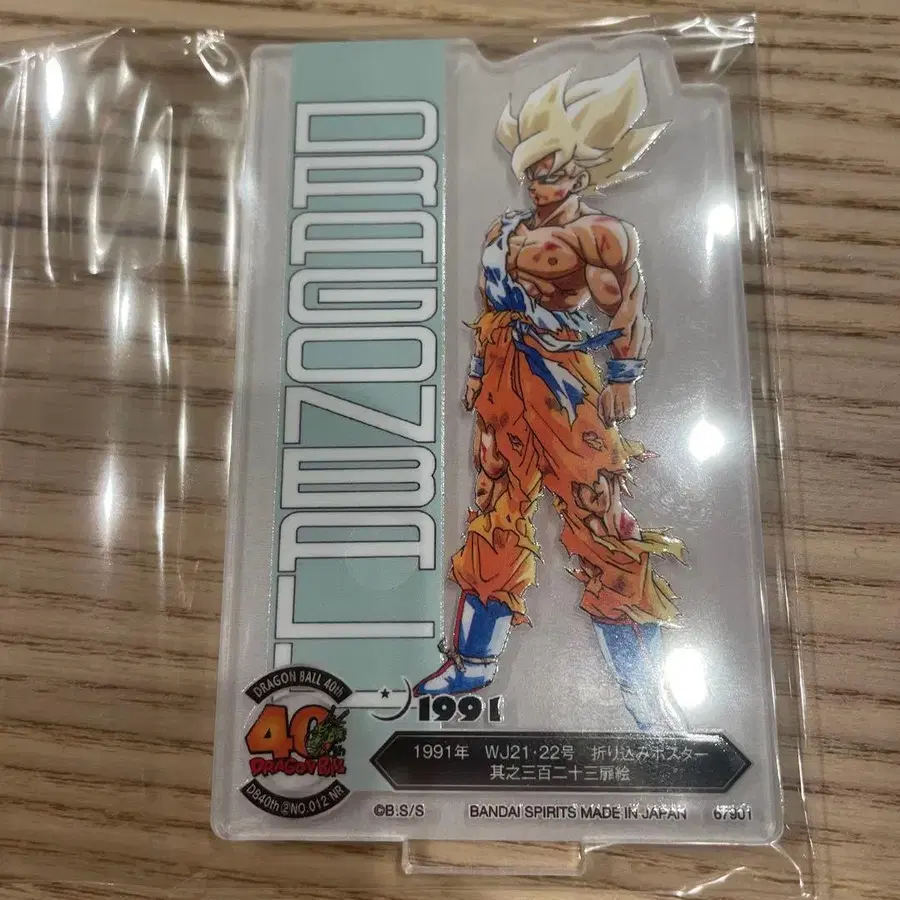 DRAGONBALL
DRAGON BALL 40th
40th
DRAGON BALL
DB40th②NO.012 NR
1991
1991年 WJ21・22号 折り込みポスター
其之三百二十三扉絵
©B.S/S BANDAI SPIRITS MADE IN JAPAN 67901